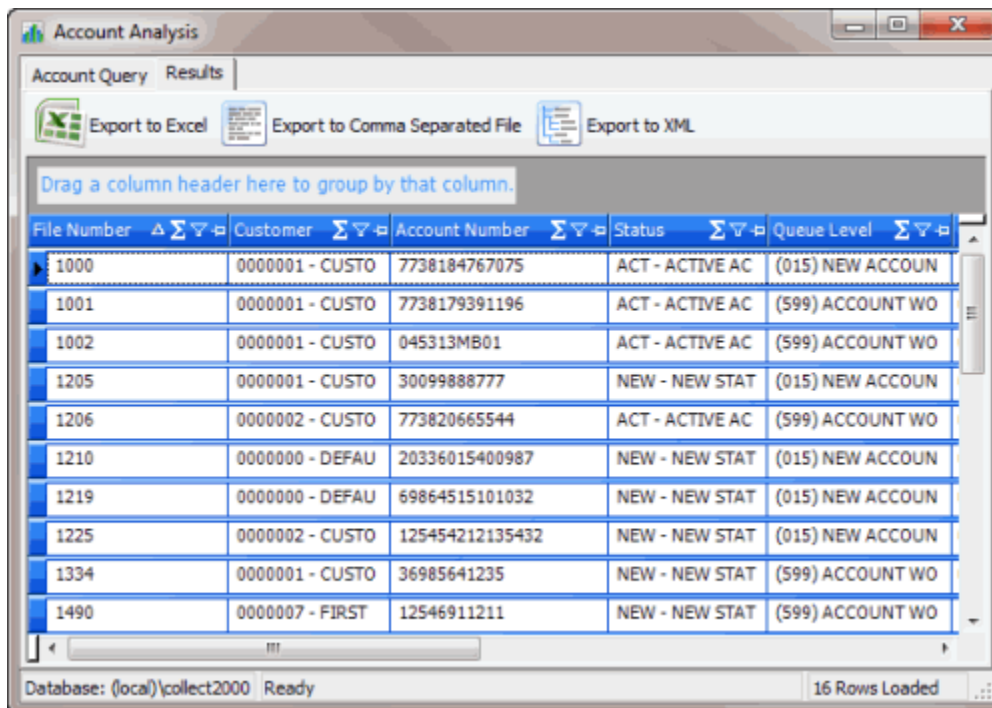 Account Analysis
Account Query Results
Export to Excel Export to Comma Separated File Export to XML
Drag a column header here to group by that column.
File Number Customer Account Number Status Queue Level
1000 0000001 - CUSTO 7738184767075 ACT - ACTIVE AC (015) NEW ACCOUN
1001 0000001 - CUSTO 7738179391196 ACT - ACTIVE AC (599) ACCOUNT WO
1002 0000001 - CUSTO 045313MB01 ACT - ACTIVE AC (599) ACCOUNT WO
1205 0000001 - CUSTO 30099888777 NEW - NEW STAT (015) NEW ACCOUN
1206 0000002 - CUSTO 773820665544 ACT - ACTIVE AC (599) ACCOUNT WO
1210 0000000 - DEFAU 20336015400987 NEW - NEW STAT (015) NEW ACCOUN
1219 0000000 - DEFAU 69864515101032 NEW - NEW STAT (015) NEW ACCOUN
1225 0000002 - CUSTO 125454212135432 NEW - NEW STAT (015) NEW ACCOUN
1334 0000001 - CUSTO 36985641235 NEW - NEW STAT (599) ACCOUNT WO
1490 0000007 - FIRST 12546911211 NEW - NEW STAT (599) ACCOUNT WO
Database: (local)\collect2000 Ready 16 Rows Loaded